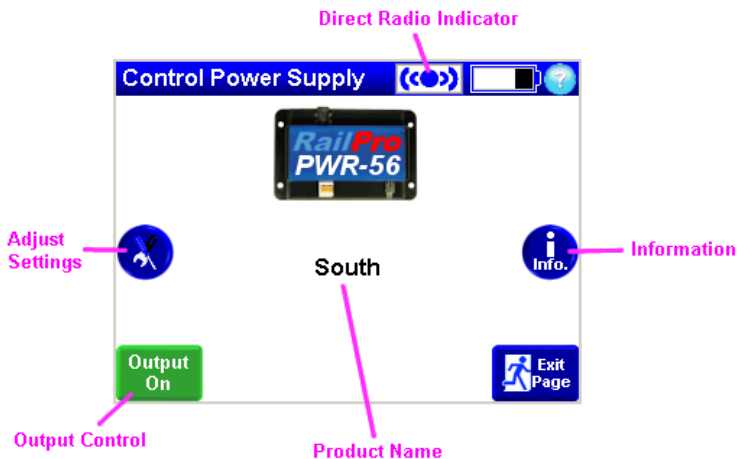 Direct Radio Indicator
Control Power Supply
?
RailPro
PWR-56
Adjust
Settings
South
i
Info.
Information
Output
On
Exit
Page
Output Control
Product Name